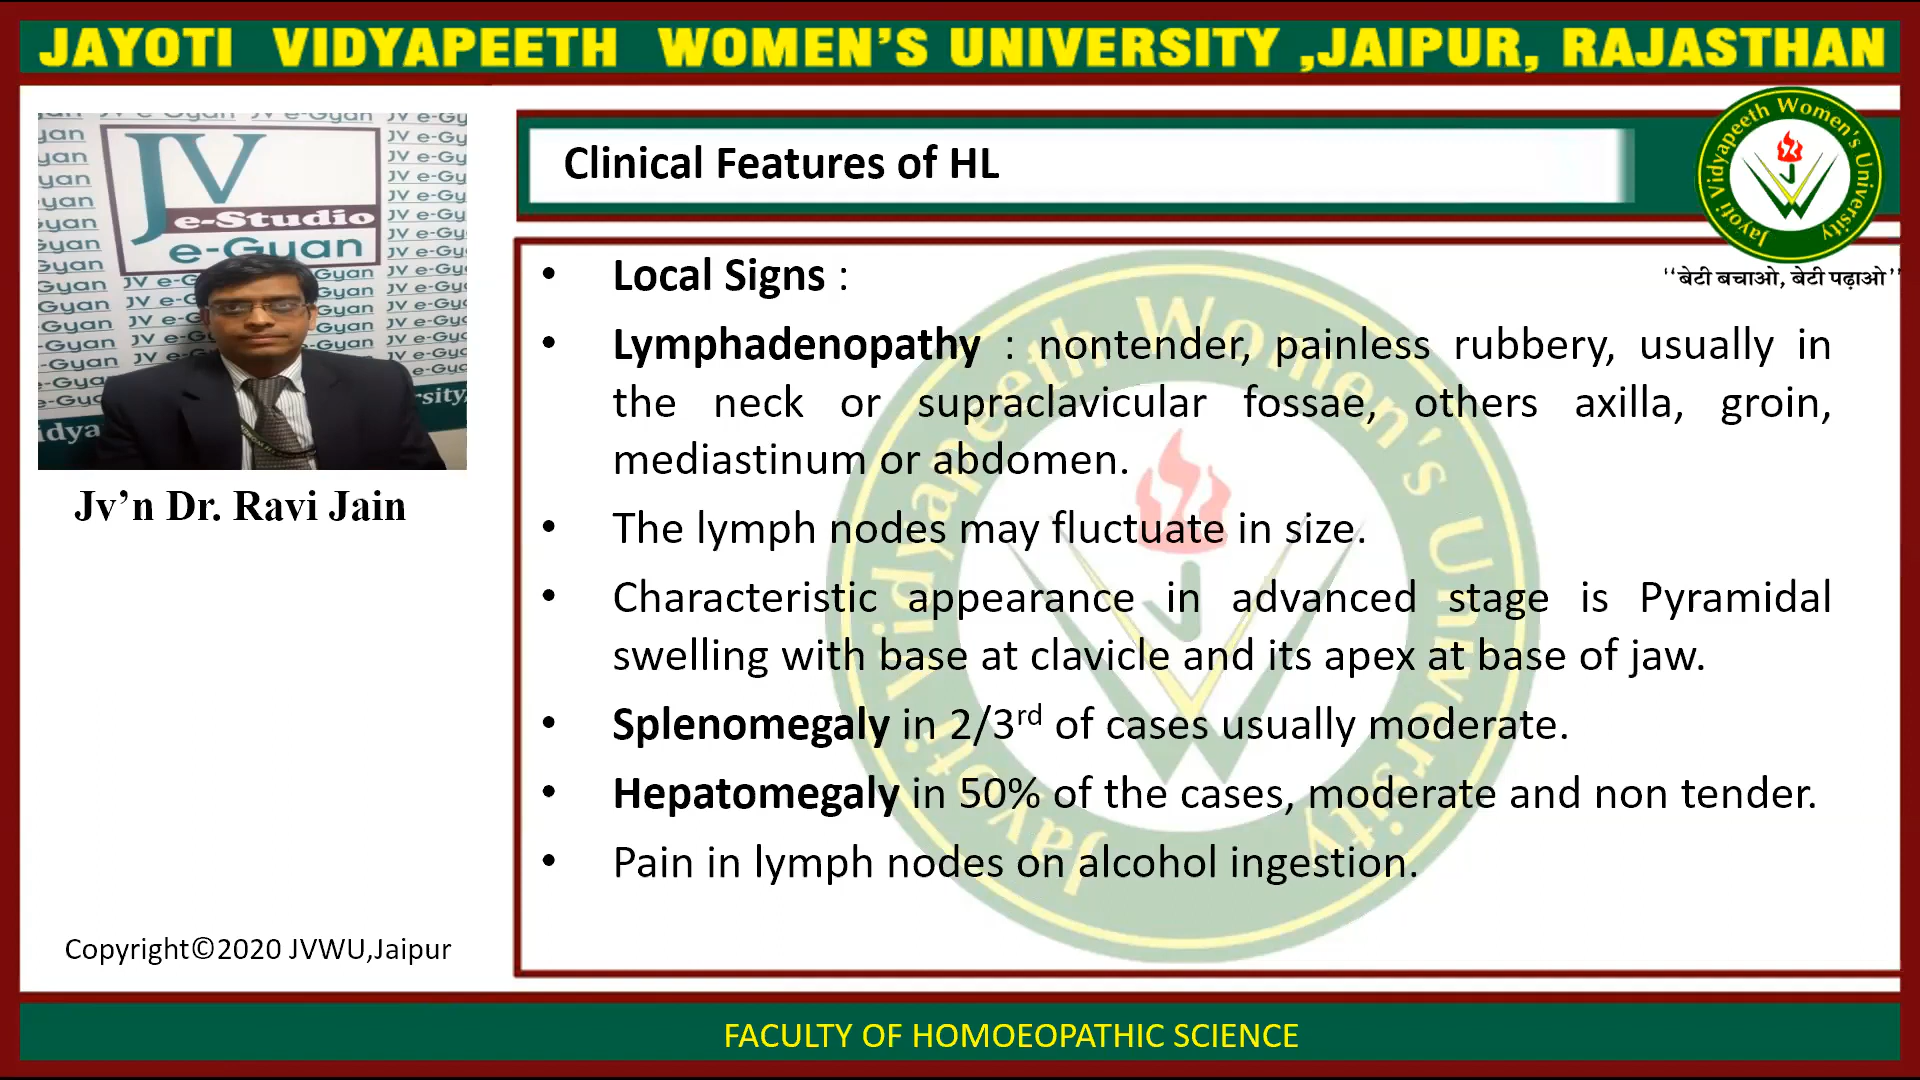 JAYOTI VIDYAPEETH WOMEN’S UNIVERSITY ,JAIPUR, RAJASTHAN
JV
e-Studio
e-Gyan
Jv’n Dr. Ravi Jain
Copyright©2020 JVWU,Jaipur
Clinical Features of HL
Jayoti Vidyapeeth Women's University
‘‘बेटी बचाओ, बेटी पढ़ाओ’’
• Local Signs :
• Lymphadenopathy : nontender, painless rubbery, usually in
the neck or supraclavicular fossae, others axilla, groin,
mediastinum or abdomen.
• The lymph nodes may fluctuate in size.
• Characteristic appearance in advanced stage is Pyramidal
swelling with base at clavicle and its apex at base of jaw.
• Splenomegaly in 2/3rd of cases usually moderate.
• Hepatomegaly in 50% of the cases, moderate and non tender.
• Pain in lymph nodes on alcohol ingestion.
Jayoti Vidyapeeth Women's University
FACULTY OF HOMOEOPATHIC SCIENCE